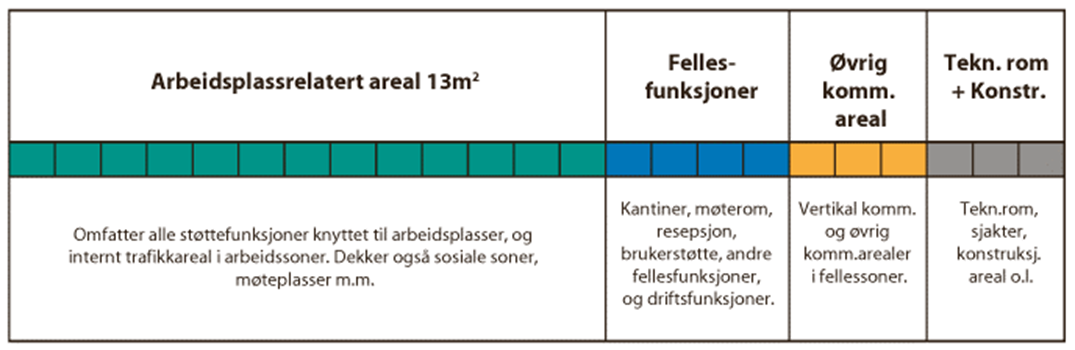 Arbeidsplassrelatert areal 13m²
Felles-
funksjoner
Øvrig
komm.
areal
Tekn. rom
+ Konstr.
Omfatter alle støttefunksjoner knyttet til arbeidsplasser, og
internt trafikkareal i arbeidssoner. Dekker også sosiale soner,
møteplasser m.m.
Kantiner, møterom,
resepsjon,
brukerstøtte, andre
fellesfunksjoner,
og driftsfunksjoner.
Vertikal komm.
og øvrig
komm.arealer
i fellessoner.
Tekn.rom,
sjakter,
konstruksj.
areal o.l.